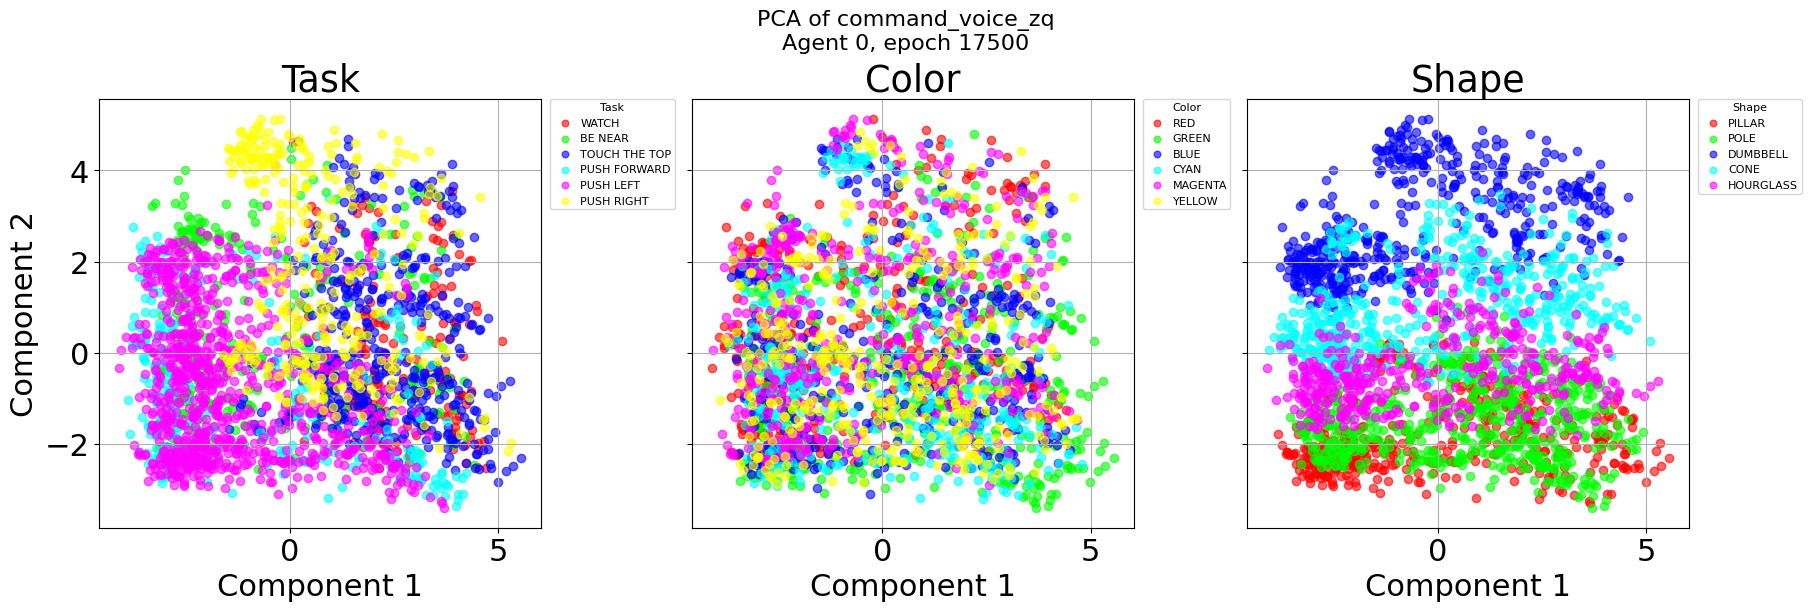 PCA of command_voice_zq
Agent 0, epoch 17500
Task
Color
Shape
Task
WATCH
BE NEAR
TOUCH THE TOP
PUSH FORWARD
PUSH LEFT
PUSH RIGHT
Color
RED
GREEN
BLUE
CYAN
MAGENTA
YELLOW
Shape
PILLAR
POLE
DUMBBELL
CONE
HOURGLASS
Component 2
4
2
0
−2
0 5
0 5
0 5
Component 1
Component 1
Component 1